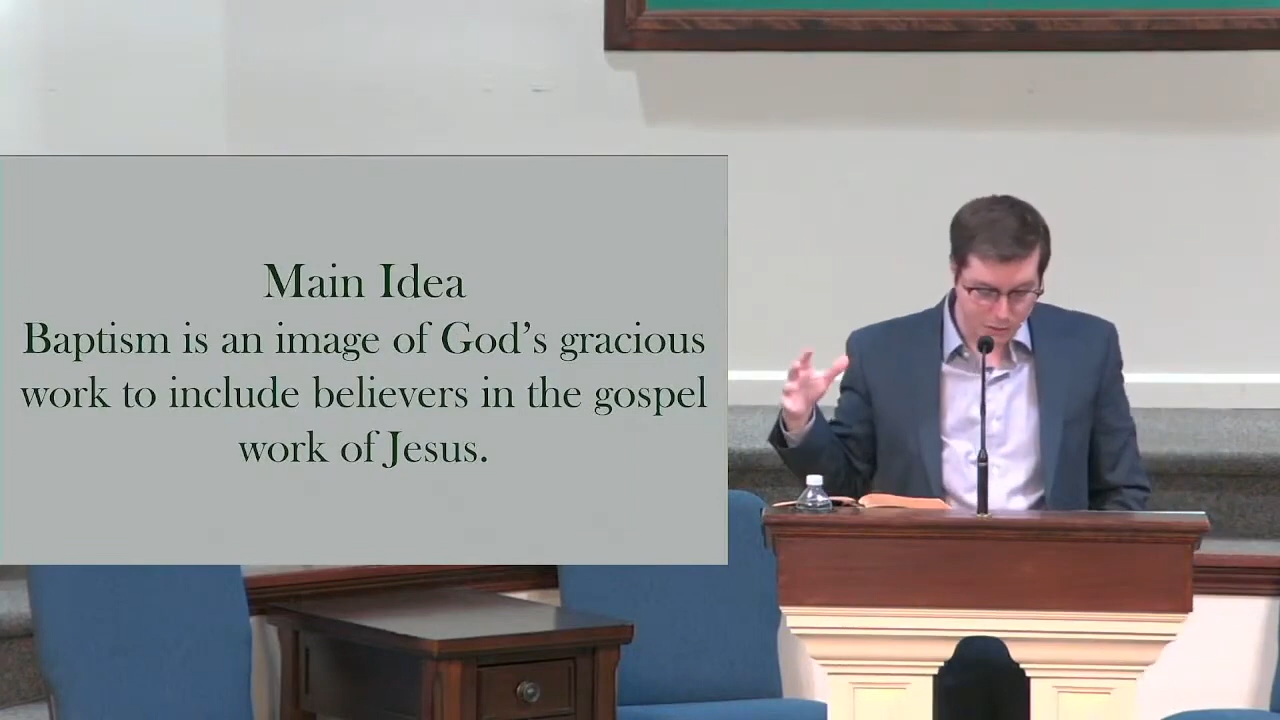 Main Idea
Baptism is an image of God's gracious
work to include believers in the gospel
work of Jesus.